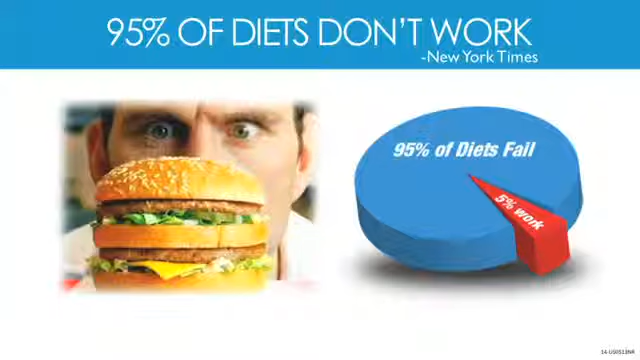 95% OF DIETS DON'T WORK
-New York Times
95% of Diets Fail
5% work